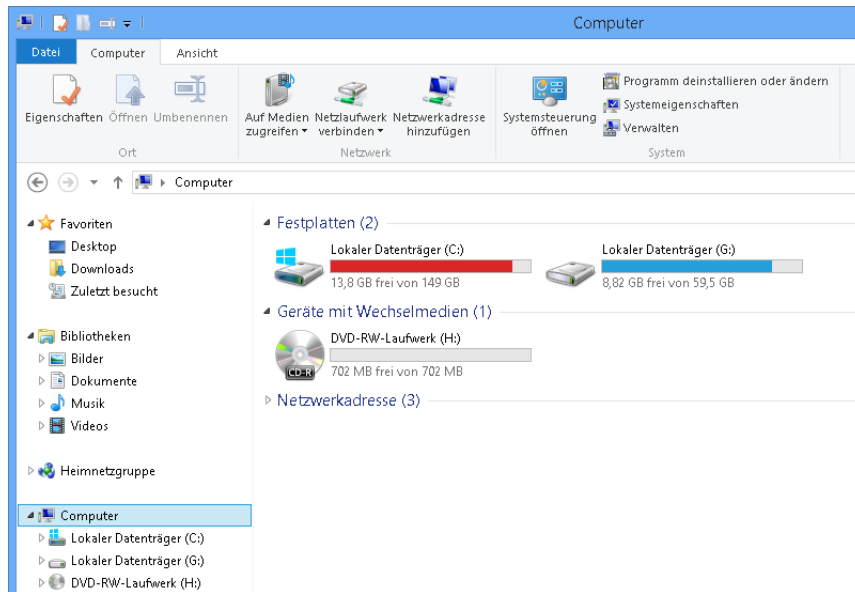 Computer
Datei Computer Ansicht
Eigenschaften Öffnen Umbenennen
Ort
Auf Medien zugreifen
Netzlaufwerk verbinden
Netzwerkadresse hinzufügen
Netzwerk
Systemsteuerung öffnen
Programm deinstallieren oder ändern
Systemeigenschaften
Verwalten
System
Computer
Favoriten
Desktop
Downloads
Zuletzt besucht
Bibliotheken
Bilder
Dokumente
Musik
Videos
Heimnetzgruppe
Computer
Lokaler Datenträger (C:)
Lokaler Datenträger (G:)
DVD-RW-Laufwerk (H:)
Festplatten (2)
Lokaler Datenträger (C:)
13,8 GB frei von 149 GB
Lokaler Datenträger (G:)
8,82 GB frei von 59,5 GB
Geräte mit Wechselmedien (1)
DVD-RW-Laufwerk (H:)
CD-R
702 MB frei von 702 MB
Netzwerkadresse (3)